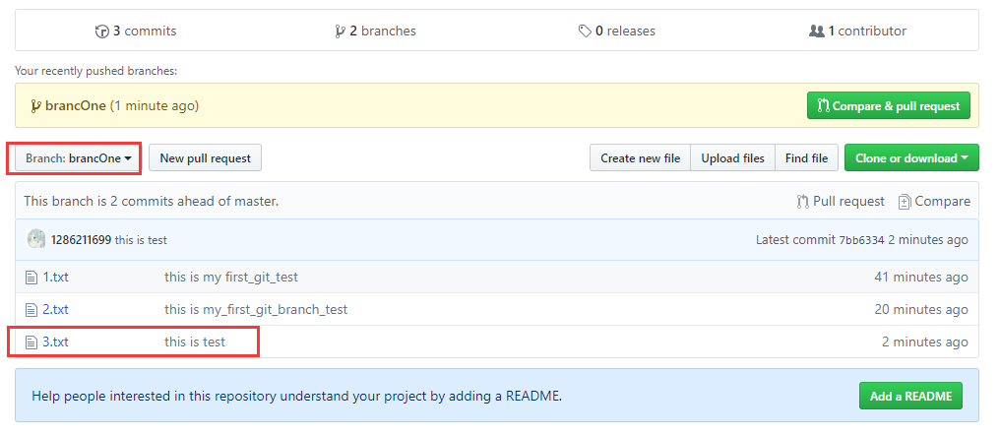 3 commits 2 branches 0 releases 1 contributor
Your recently pushed branches:
brancOne (1 minute ago) Compare & pull request
Branch: brancOne New pull request Create new file Upload files Find file Clone or download
This branch is 2 commits ahead of master. Pull request Compare
1286211699 this is test Latest commit 7bb6334 2 minutes ago
1.txt this is my first_git_test 41 minutes ago
2.txt this is my_first_git_branch_test 20 minutes ago
3.txt this is test 2 minutes ago
Help people interested in this repository understand your project by adding a README. Add a README